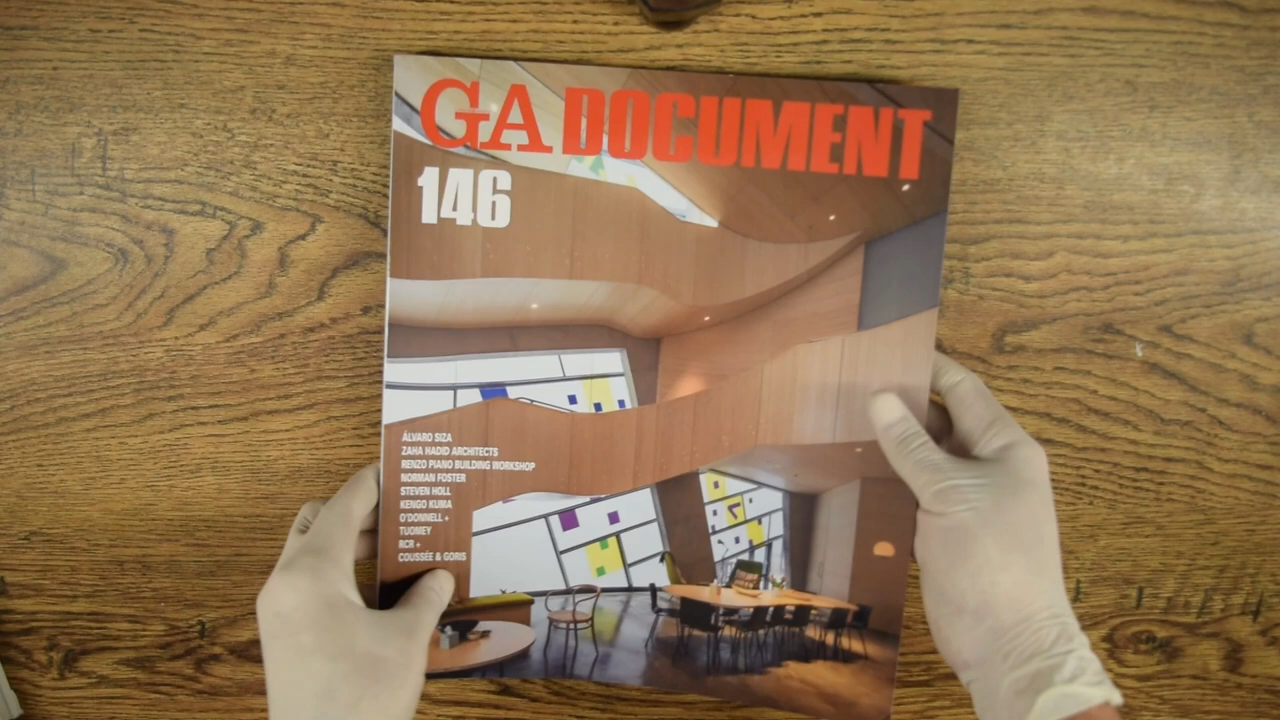 GA DOCUMENT
146
ÁLVARO SIZA
ZAHA HADID ARCHITECTS
RENZO PIANO BUILDING WORKSHOP
NORMAN FOSTER
STEVEN HOLL
KENGO KUMA
O'DONNELL +
TUOMEY
RCR +
COUSSÉE & GORIS